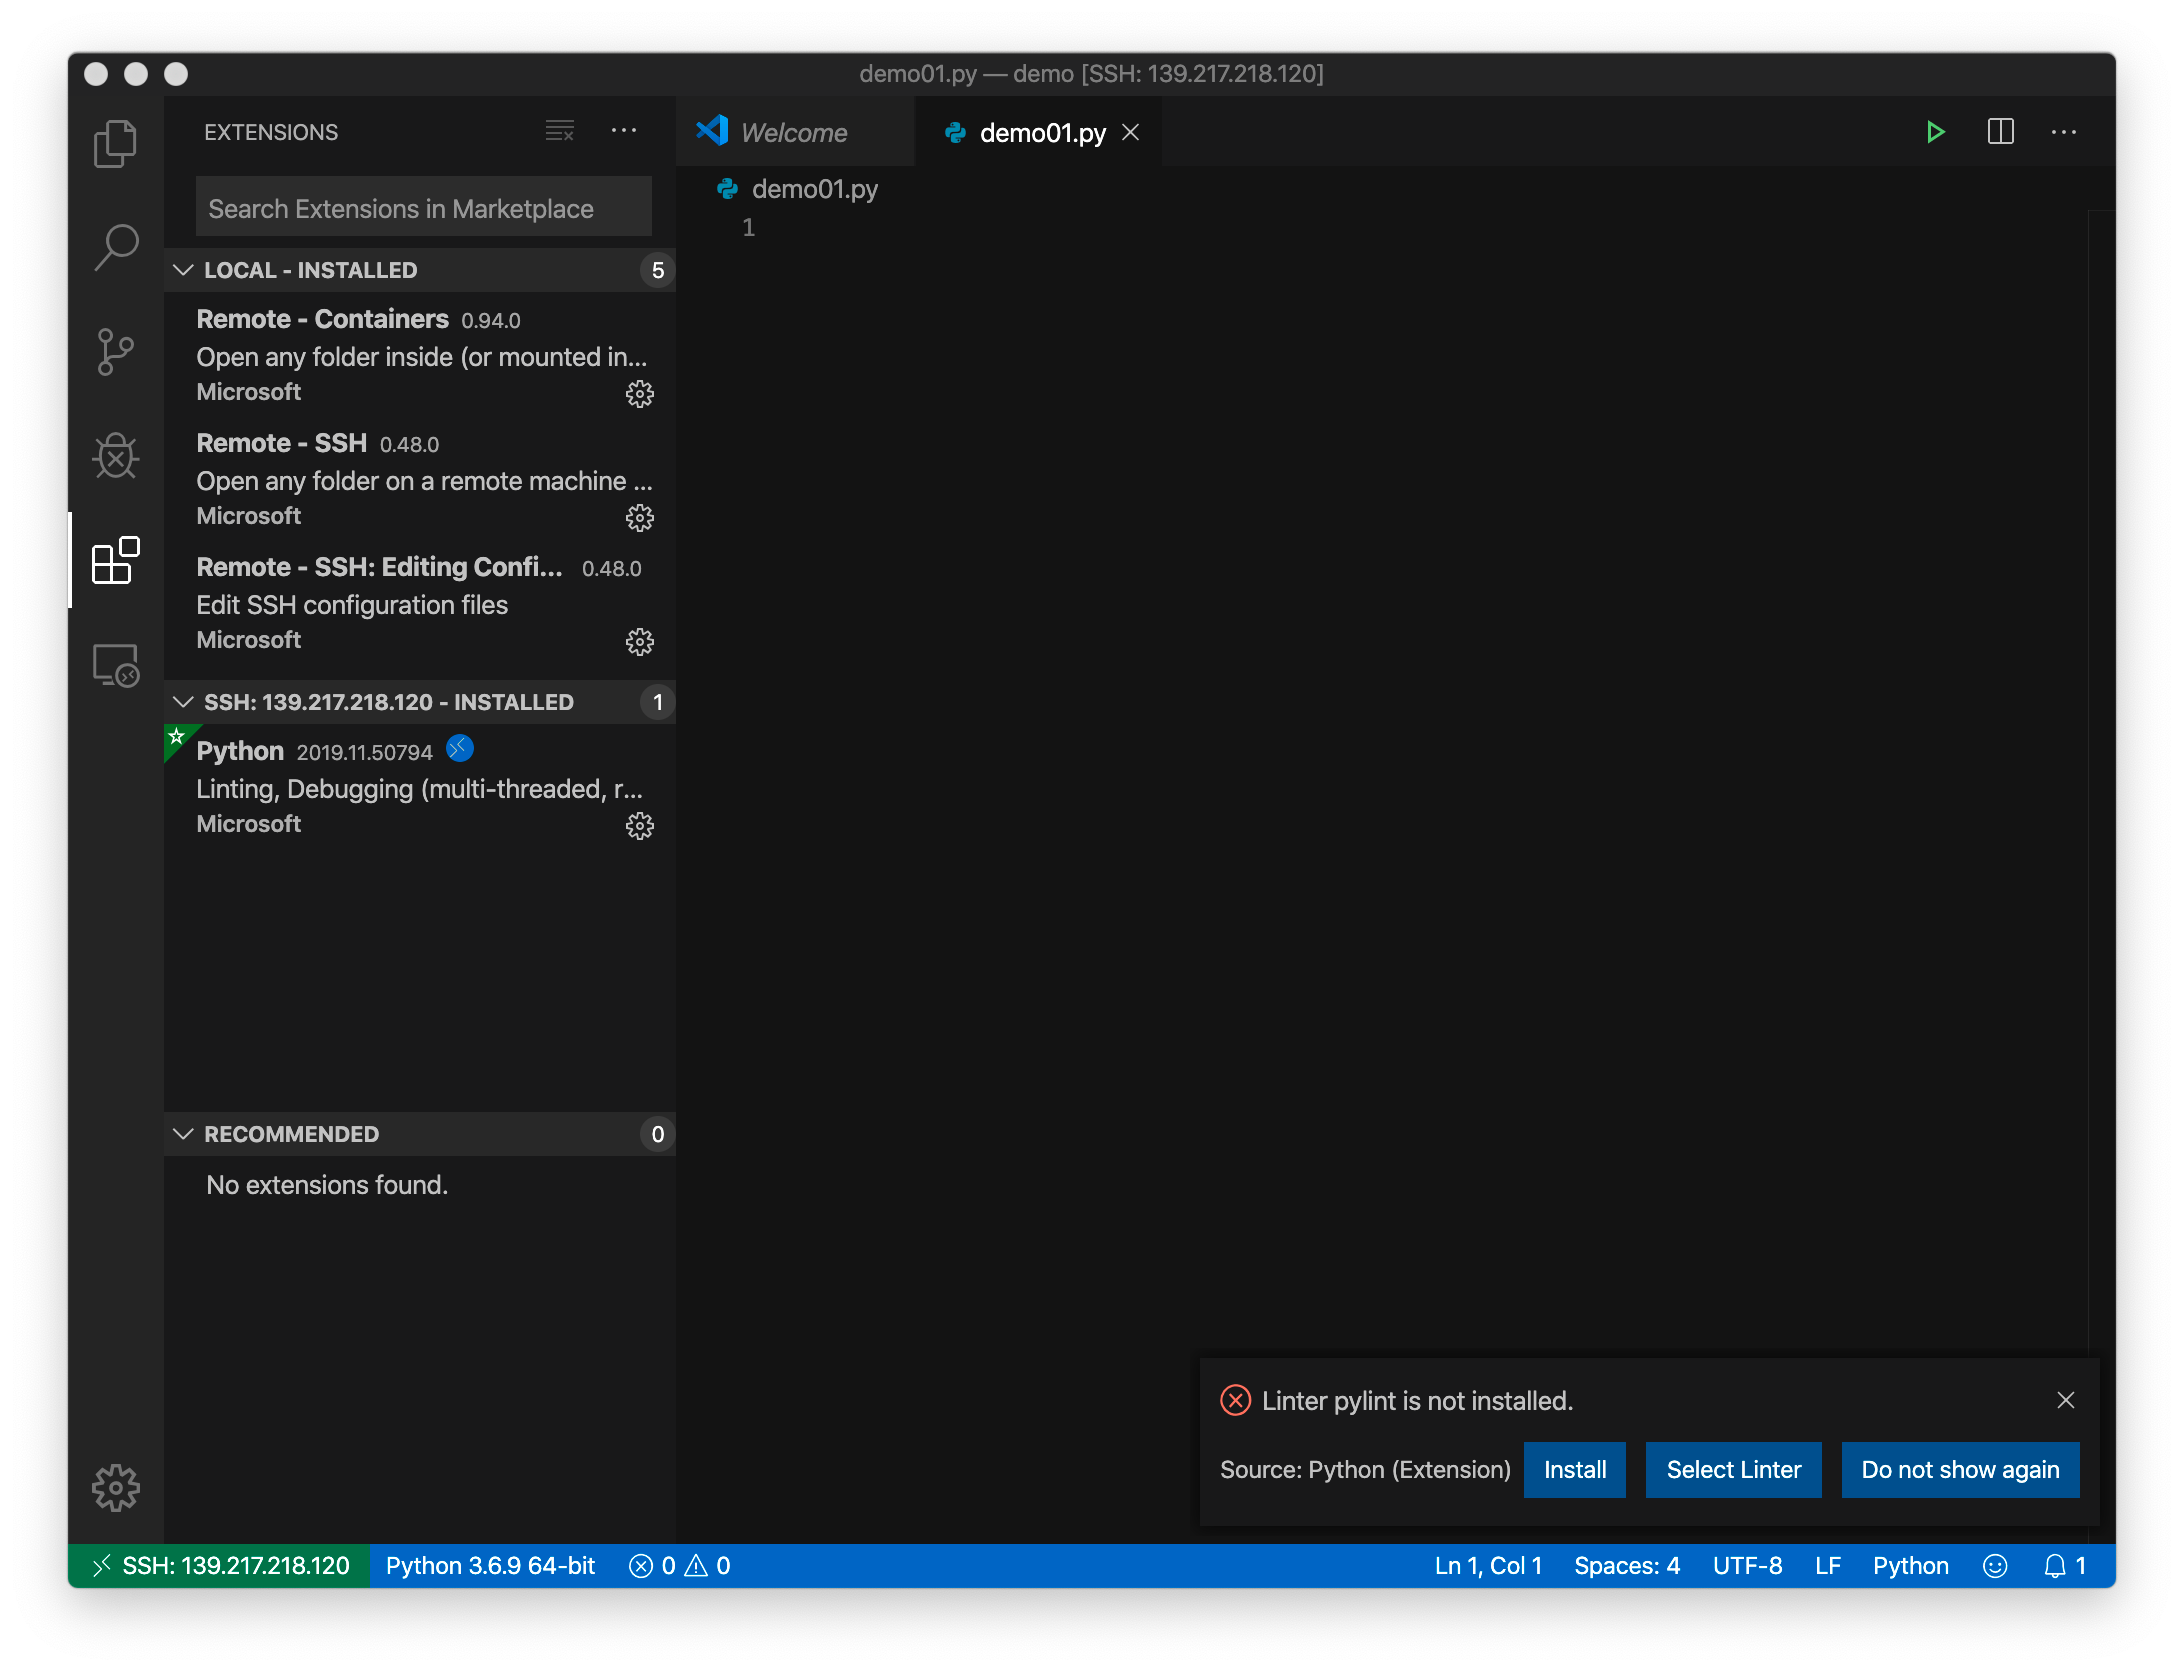 demo01.py — demo [SSH: 139.217.218.120]
EXTENSIONS
Search Extensions in Marketplace
LOCAL - INSTALLED 5
Remote - Containers 0.94.0
Open any folder inside (or mounted in...
Microsoft
Remote - SSH 0.48.0
Open any folder on a remote machine ...
Microsoft
Remote - SSH: Editing Confi... 0.48.0
Edit SSH configuration files
Microsoft
SSH: 139.217.218.120 - INSTALLED 1
Python 2019.11.50794
Linting, Debugging (multi-threaded, r...
Microsoft
RECOMMENDED 0
No extensions found.
Welcome demo01.py
demo01.py
1
Linter pylint is not installed.
Source: Python (Extension) Install Select Linter Do not show again
SSH: 139.217.218.120 Python 3.6.9 64-bit 0 0 Ln 1, Col 1 Spaces: 4 UTF-8 LF Python 1